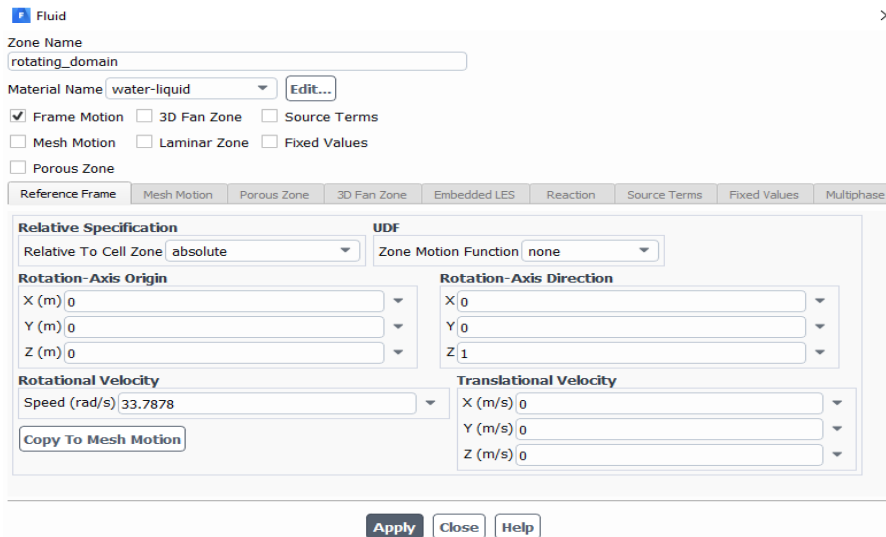 Fluid
Zone Name
rotating_domain
Material Name water-liquid Edit...
Frame Motion 3D Fan Zone Source Terms
Mesh Motion Laminar Zone Fixed Values
Porous Zone
Reference Frame Mesh Motion Porous Zone 3D Fan Zone Embedded LES Reaction Source Terms Fixed Values Multiphase
Relative Specification UDF
Relative To Cell Zone absolute Zone Motion Function none
Rotation-Axis Origin Rotation-Axis Direction
X (m) 0 X 0
Y (m) 0 Y 0
Z (m) 0 Z 1
Rotational Velocity Translational Velocity
Speed (rad/s) 33.7878 X (m/s) 0
Copy To Mesh Motion Y (m/s) 0
Z (m/s) 0
Apply Close Help